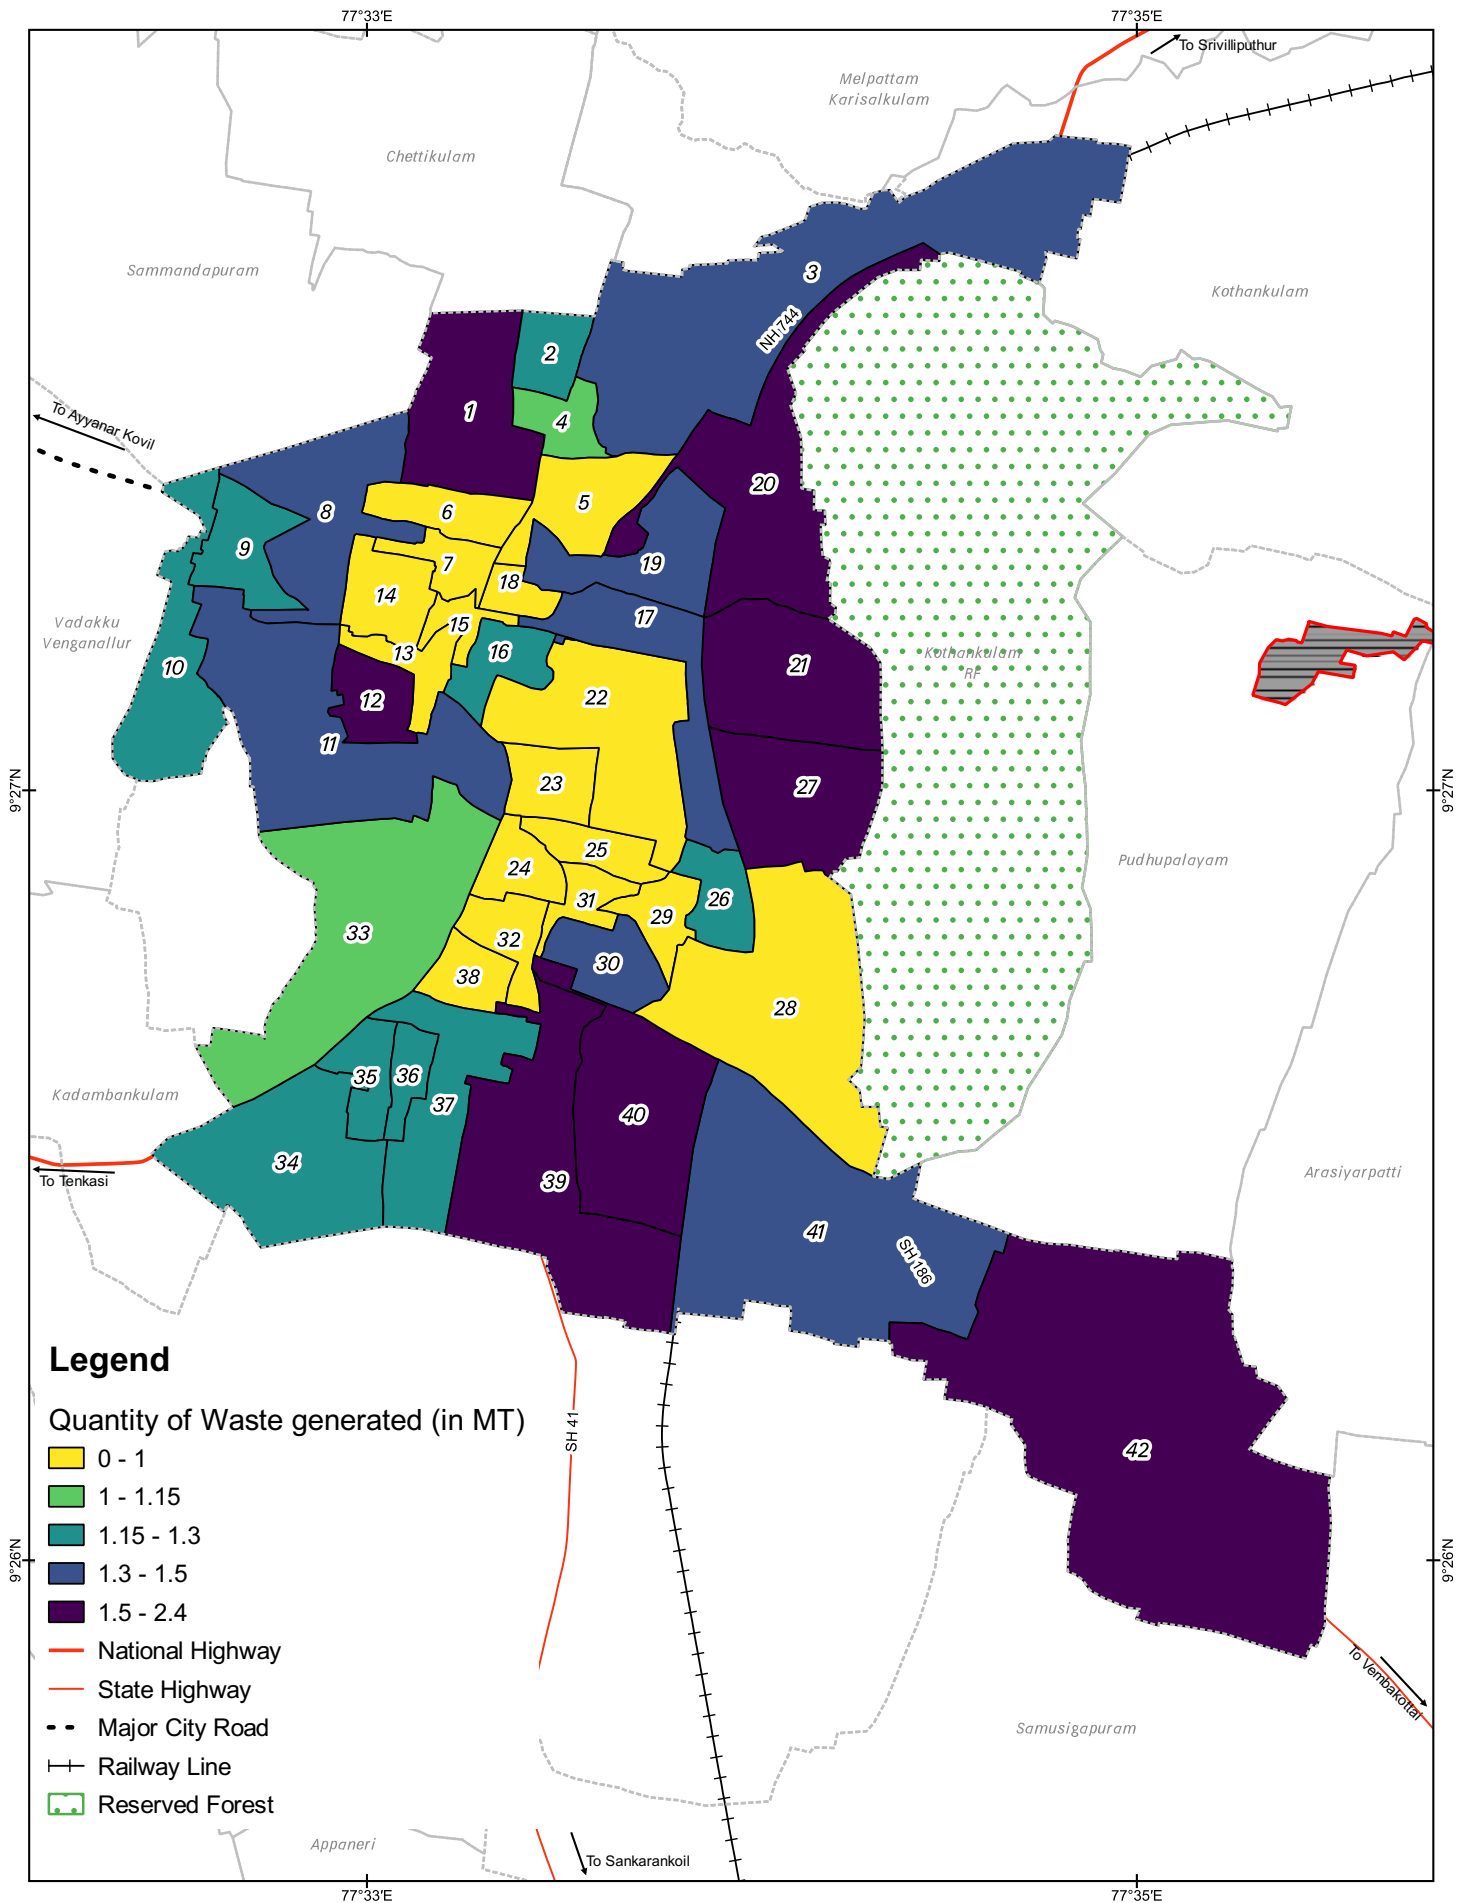 77°33'E
77°35'E
To Srivilliputhur
Melpattam
Karisalkulam
Chettikulam
Sammandapuram
3
Kothankulam
NH 744
2
1
4
To Ayyanar Kovil
20
5
8
6
9
19
7
18
14
17
15
Vadakku
Venganallur
16
13
Kothankulam
RF
10
21
12
22
11
23
27
9°27'N
9°27'N
25
Pudhupalayam
24
31
26
29
33
32
30
38
28
35
36
Kadambankulam
37
40
34
Arasiyarpatti
To Tenkasi
39
41
SH 186
Legend
Quantity of Waste generated (in MT)
0 - 1
1 - 1.15
1.15 - 1.3
1.3 - 1.5
1.5 - 2.4
National Highway
State Highway
Major City Road
Railway Line
Reserved Forest
SH 41
42
9°26'N
9°26'N
To Vembakottai
Samusigapuram
Appaneri
To Sankarankoil
77°33'E
77°35'E